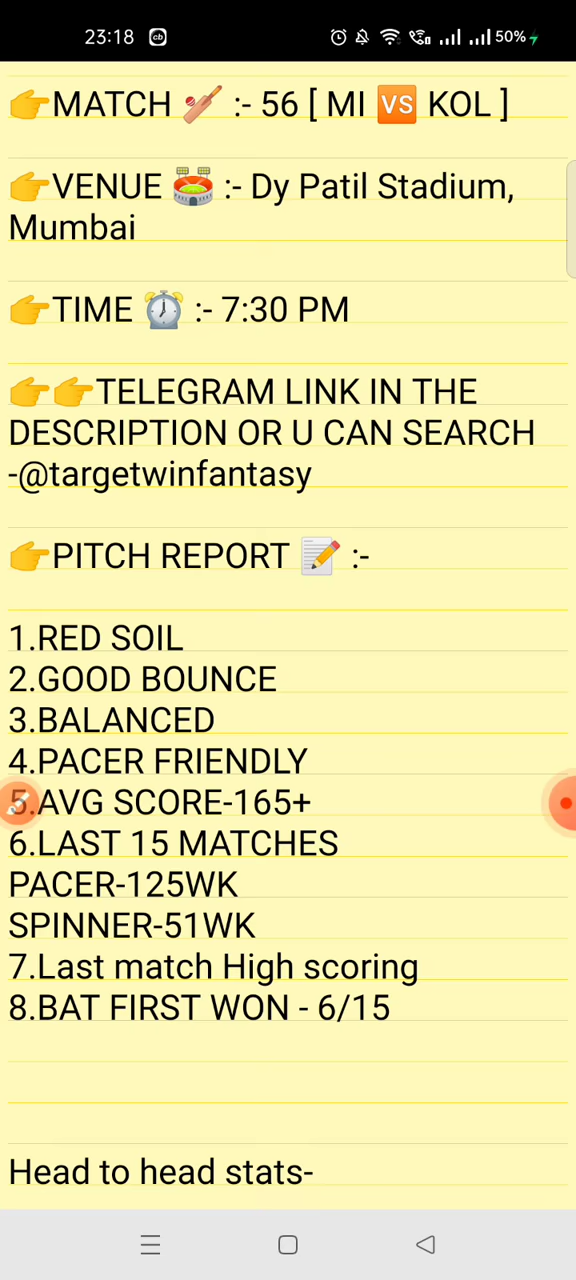 23:18
cb
50%
👉MATCH 🏏 :- 56 [ MI 🆚 KOL ]
👉VENUE 🏟️ :- Dy Patil Stadium,
Mumbai
👉TIME ⏰ :- 7:30 PM
👉👉TELEGRAM LINK IN THE
DESCRIPTION OR U CAN SEARCH
-@targetwinfantasy
👉PITCH REPORT 📝 :-
1.RED SOIL
2.GOOD BOUNCE
3.BALANCED
4.PACER FRIENDLY
5.AVG SCORE-165+
6.LAST 15 MATCHES
PACER-125WK
SPINNER-51WK
7.Last match High scoring
8.BAT FIRST WON - 6/15
Head to head stats-